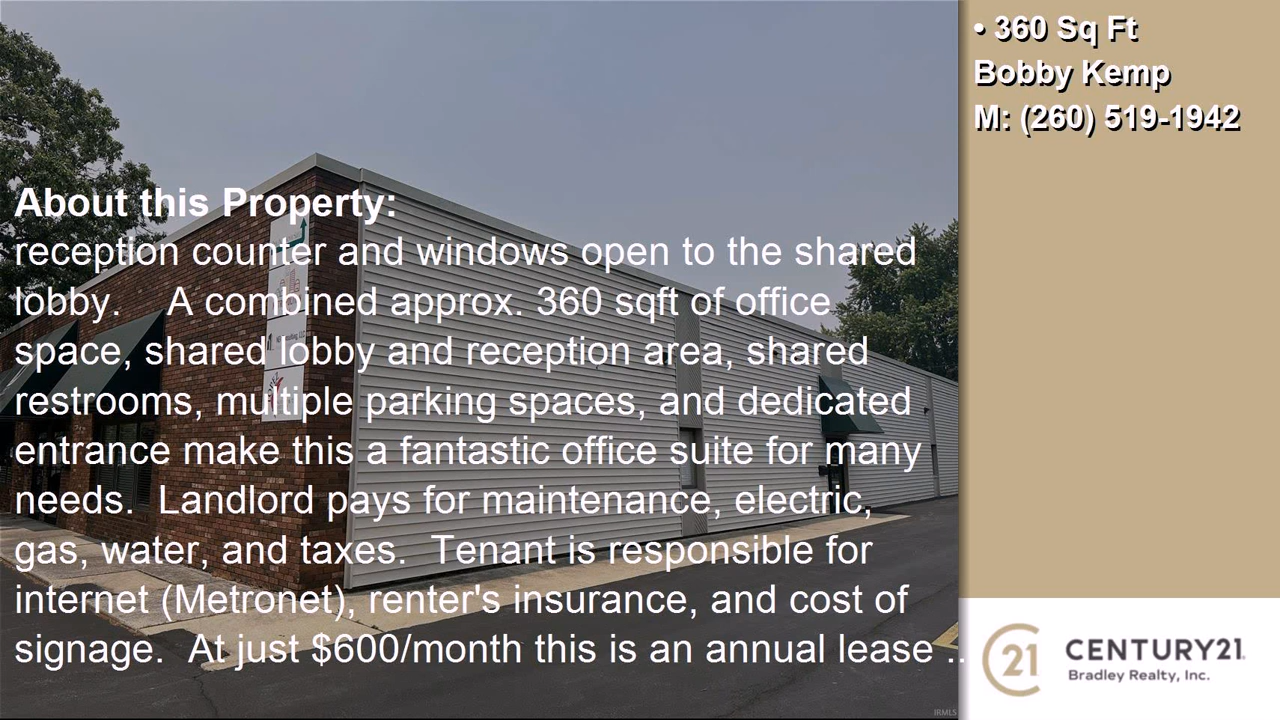 • 360 Sq Ft
Bobby Kemp
M: (260) 519-1942
About this Property:
reception counter and windows open to the shared
lobby. A combined approx. 360 sqft of office
space, shared lobby and reception area, shared
restrooms, multiple parking spaces, and dedicated
entrance make this a fantastic office suite for many
needs. Landlord pays for maintenance, electric,
gas, water, and taxes. Tenant is responsible for
internet (Metronet), renter's insurance, and cost of
signage. At just $600/month this is an annual lease ..
C21
CENTURY 21.
Bradley Realty, Inc.
IRMLS